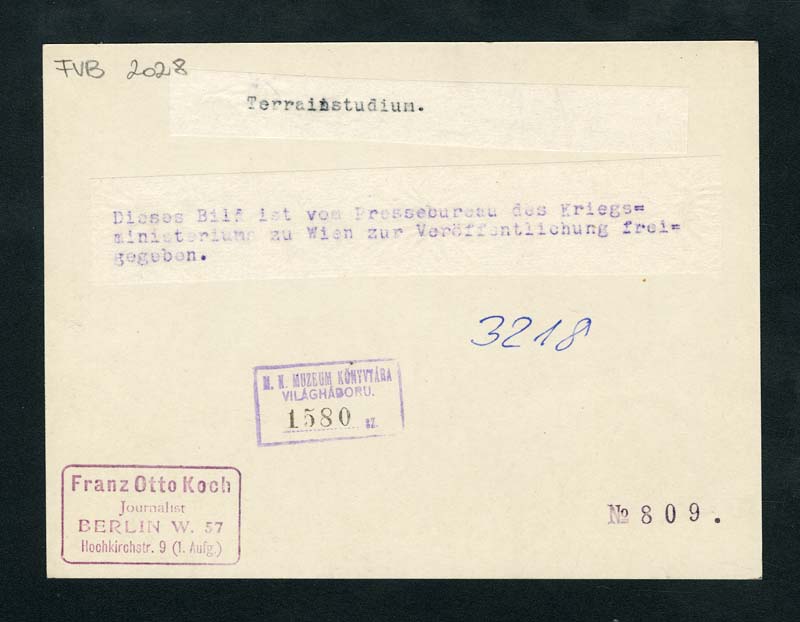 FVB 2028
Terrainstudium.
Dieses Bild ist vom Pressebureau des Kriegs=
ministeriums zu Wien zur Veröffentlichung frei=
gegeben.
3218
M. N. MUZEUM KÖNYVTÁRA
VILÁGHÁBORU.
1580 sz.
Franz Otto Koch
Journalist
BERLIN W. 57
Hochkirchstr. 9 (1. Aufg.)
№ 809.